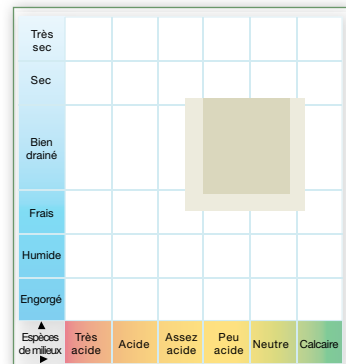 Très
sec
Sec
Bien
drainé
Frais
Humide
Engorgé
Espèces
de milieux
Très
acide
Acide
Assez
acide
Peu
acide
Neutre
Calcaire